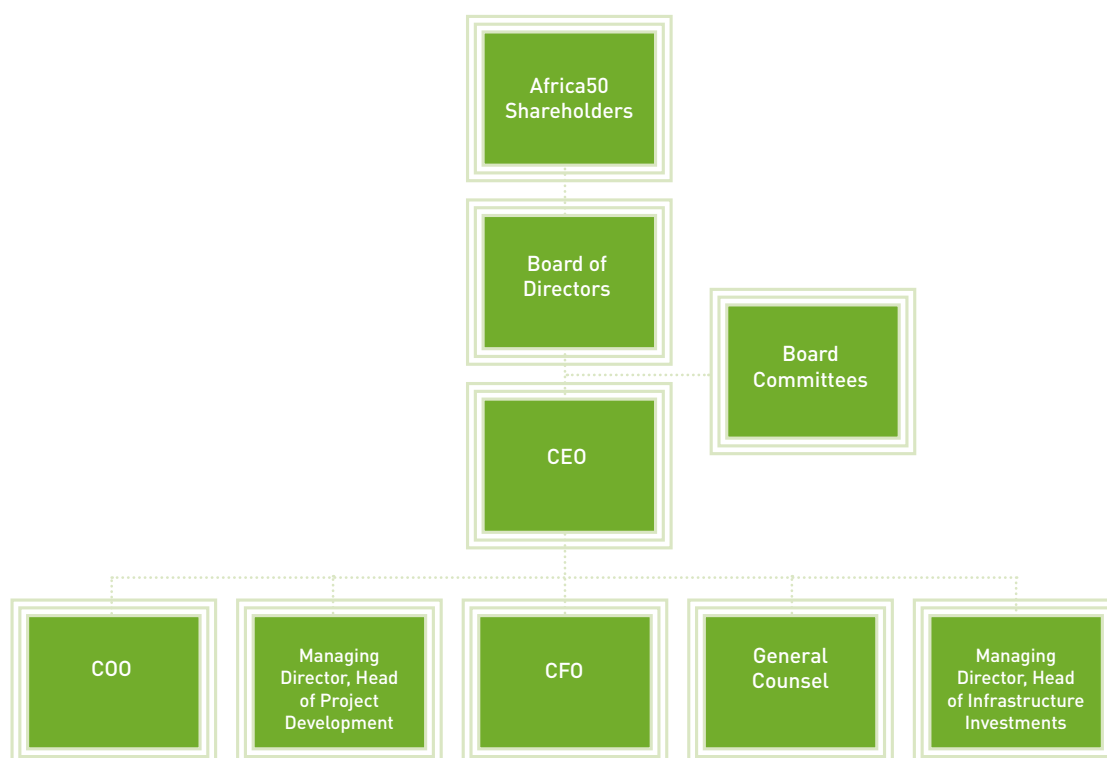 Africa50
Shareholders
Board of
Directors
Board
Committees
CEO
COO
Managing
Director, Head
of Project
Development
CFO
General
Counsel
Managing
Director, Head
of Infrastructure
Investments